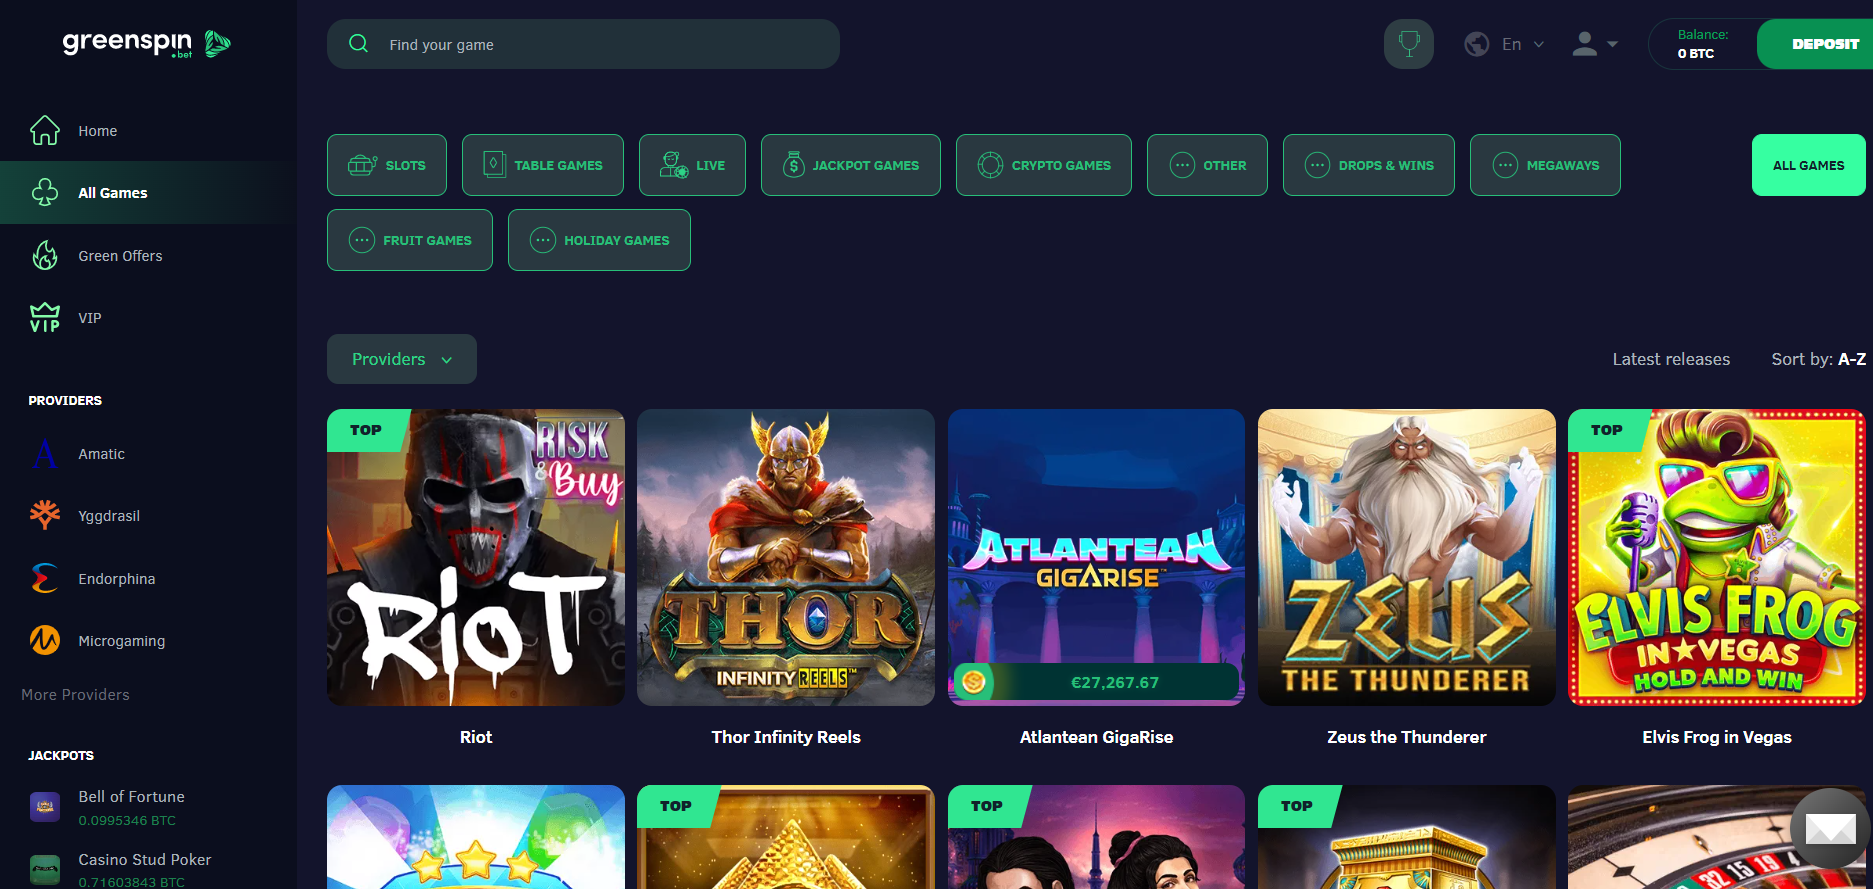 greenspin
.bet
Find your game
En
Balance:
0 BTC
DEPOSIT
Home
All Games
Green Offers
VIP
VIP
PROVIDERS
Amatic
Yggdrasil
Endorphina
Microgaming
More Providers
JACKPOTS
Bell of Fortune
0.0995346 BTC
Casino Stud Poker
0.71603843 BTC
SLOTS
TABLE GAMES
LIVE
JACKPOT GAMES
CRYPTO GAMES
OTHER
DROPS & WINS
MEGAWAYS
ALL GAMES
FRUIT GAMES
HOLIDAY GAMES
Providers
Latest releases
Sort by: A-Z
TOP
RISK
& Buy
RioT
THOR
INFINITY REELS™
ATLANTEAN
GIGARISE™
€27,267.67
ZEUS
THE THUNDERER
TOP
ELVIS FROG
IN★VEGAS
HOLD AND WIN
Riot
Thor Infinity Reels
Atlantean GigaRise
Zeus the Thunderer
Elvis Frog in Vegas
TOP
TOP
TOP
32 15 19 4